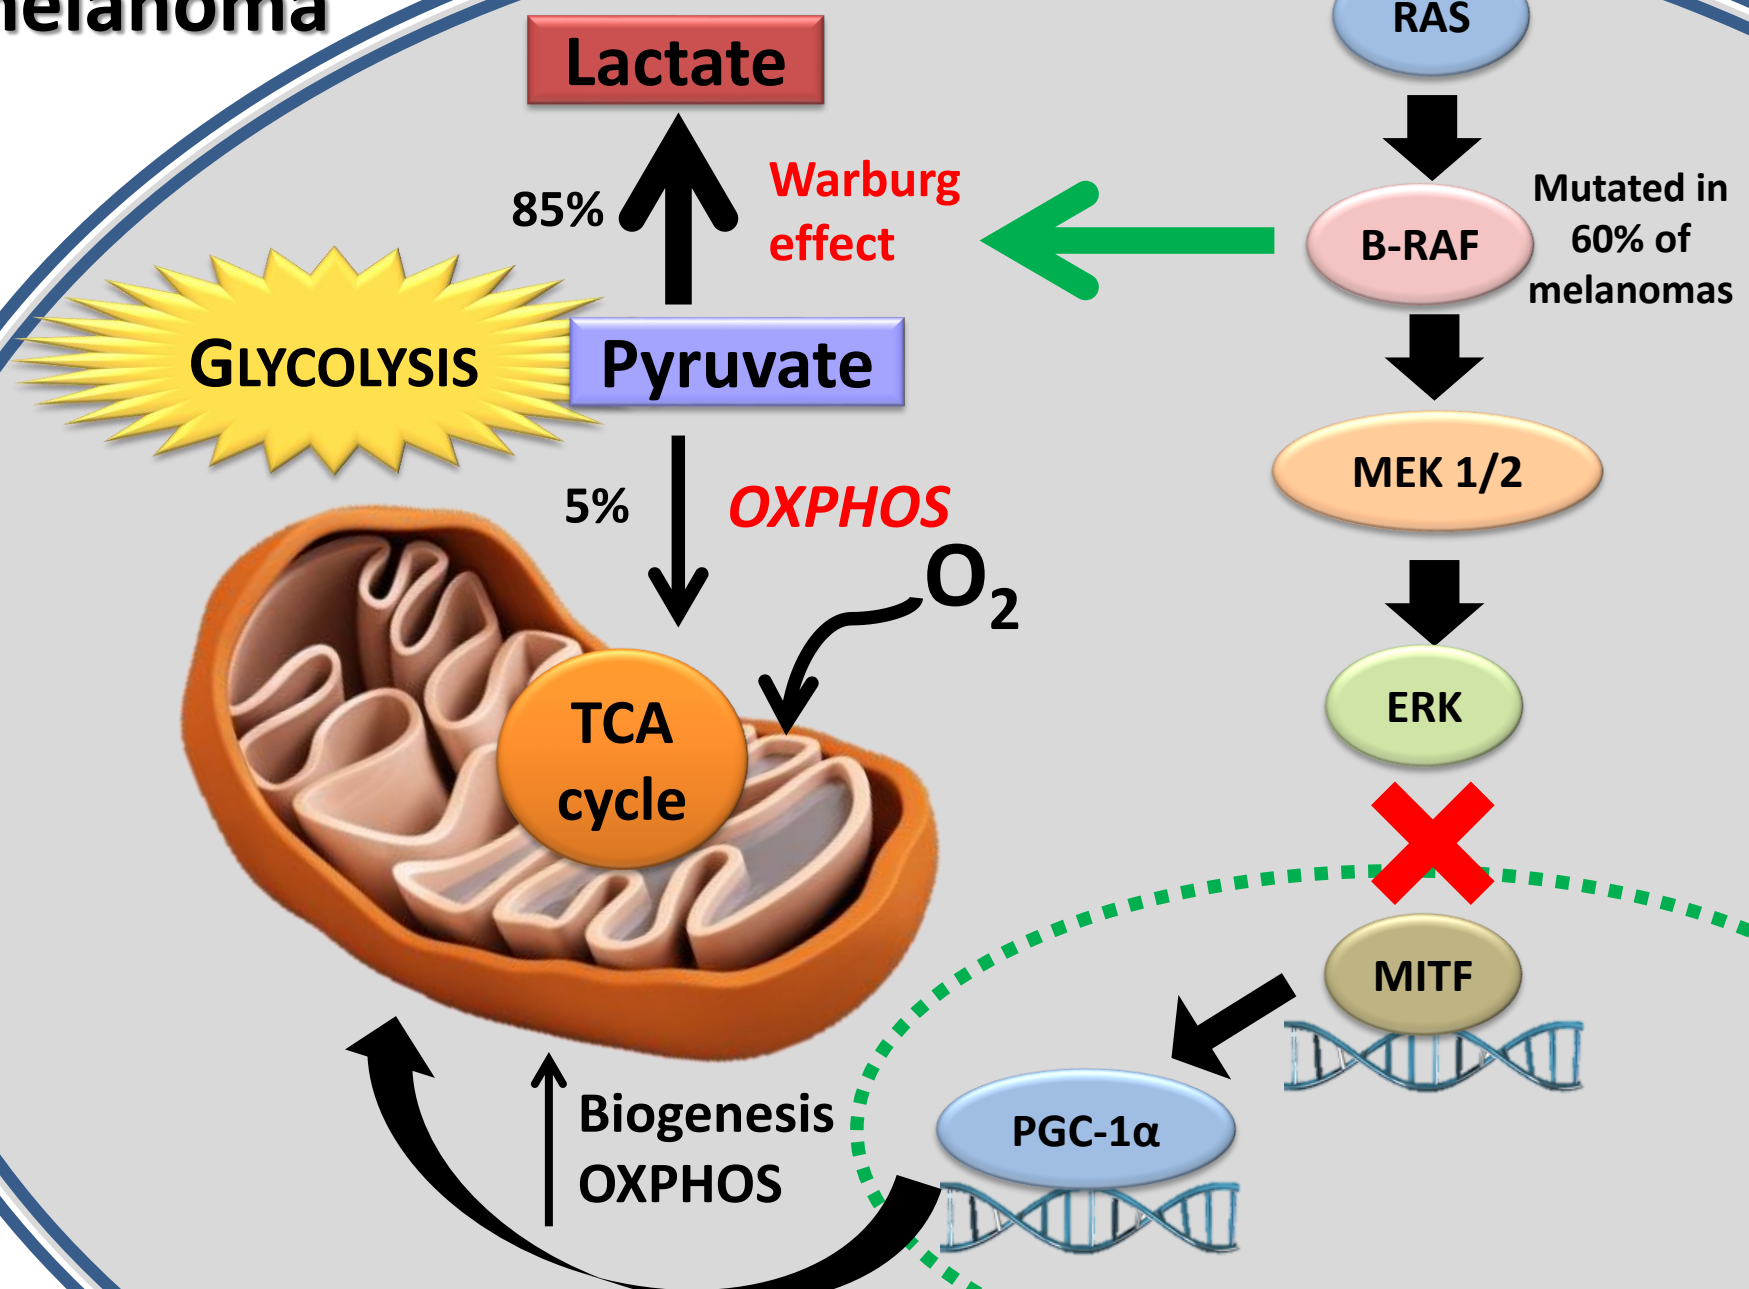 melanoma
Lactate
RAS
85%
Warburg
effect
B-RAF
Mutated in
60% of
melanomas
GLYCOLYSIS
Pyruvate
MEK 1/2
5%
OXPHOS
O₂
ERK
TCA
cycle
MITF
Biogenesis
OXPHOS
PGC-1α